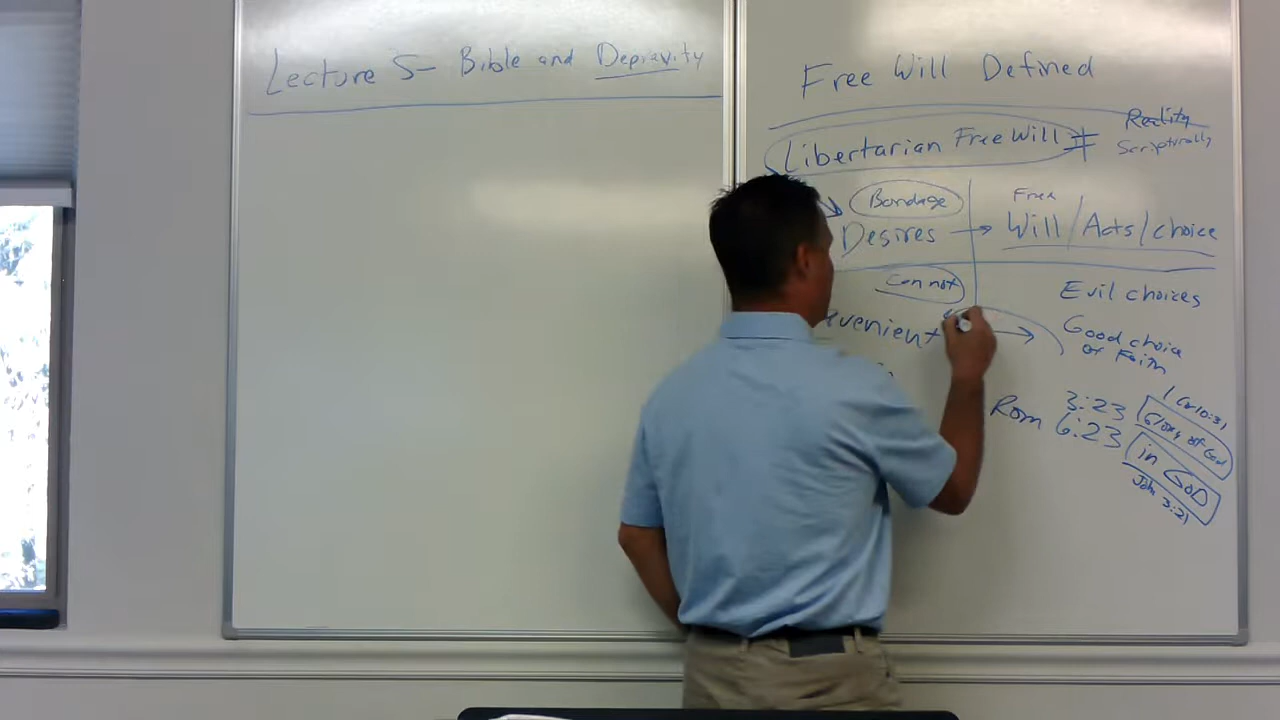 Lecture 5- Bible and Depravity
Free Will Defined
Libertarian Free Will ≠
Reality
Scripturally
Bondage
Desires →
Free
Will / Acts / choice
Can not
Evil choices
evenient
Good choice
of Faith
Rom 3:23
6:23
1 Cor 10:31
Glory of God
in GOD
John 3:21